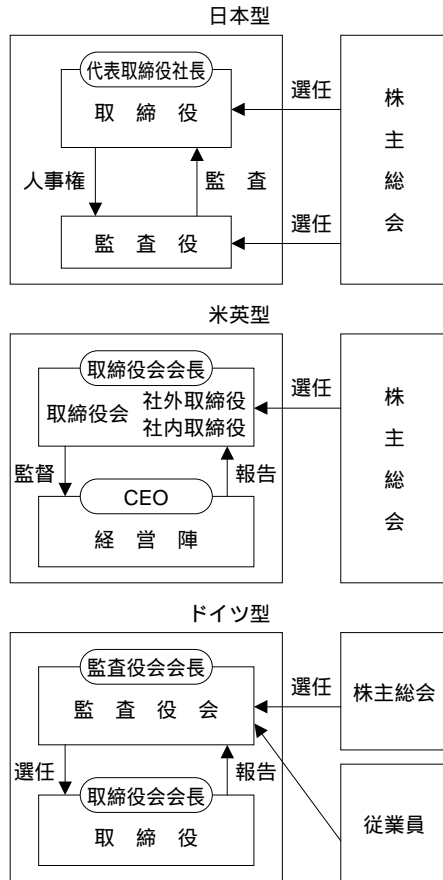 日本型
代表取締役社長
取締役
選任
株主総会
人事権
監査
選任
監査役
米英型
取締役会会長
取締役会
社外取締役
社内取締役
選任
株主総会
監督
報告
CEO
経営陣
ドイツ型
監査役会会長
監査役会
選任
株主総会
選任
報告
取締役会会長
取締役
従業員